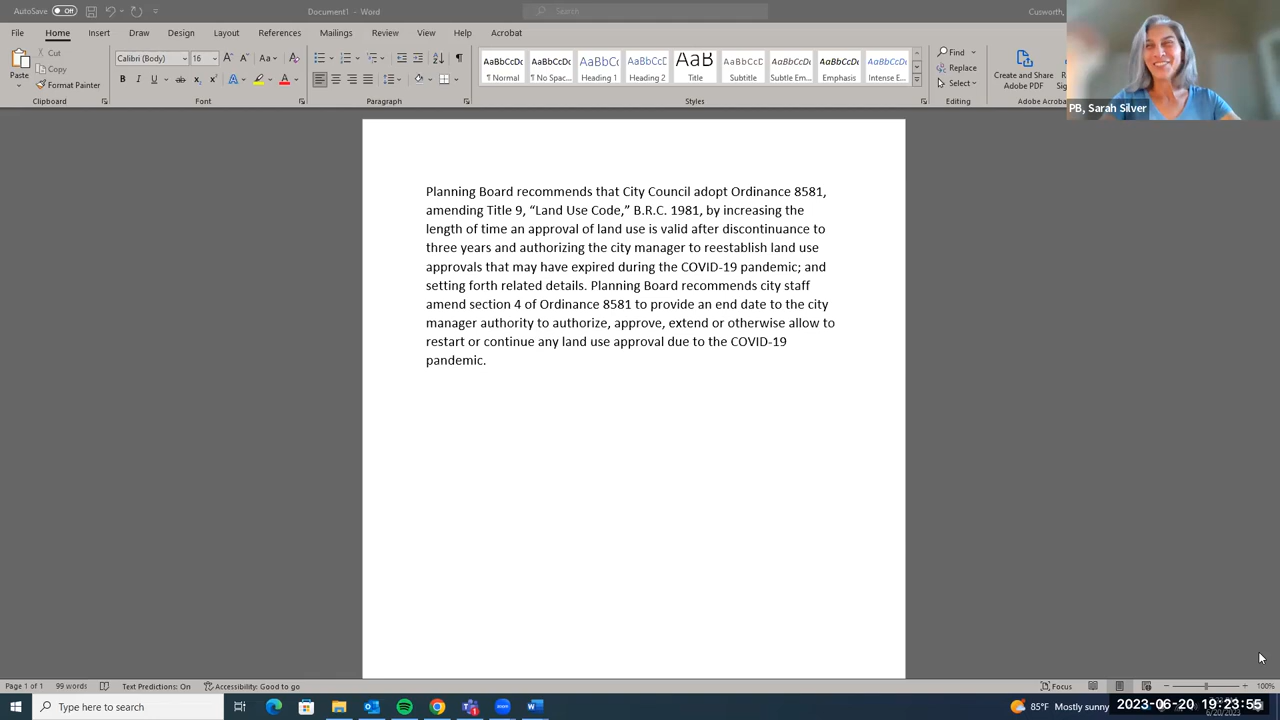 AutoSave Off Document1 - Word Search Cusworth,
File Home Insert Draw Design Layout References Mailings Review View Help Acrobat
Cut
Copy
Format Painter
Paste
Calibri (Body) 16
AaBbCcDc AaBbCcDc AaBbCc AaBbCcD AaB AaBbCcD AaBbCcDc AaBbCcDc AaBbCcDc
¶ Normal ¶ No Spac... Heading 1 Heading 2 Title Subtitle Subtle Em... Emphasis Intense E...
Find
Replace
Select
Create and Share
Adobe PDF
Clipboard Font Paragraph Styles Editing Adobe Acroba
PB, Sarah Silver
Planning Board recommends that City Council adopt Ordinance 8581,
amending Title 9, “Land Use Code,” B.R.C. 1981, by increasing the
length of time an approval of land use is valid after discontinuance to
three years and authorizing the city manager to reestablish land use
approvals that may have expired during the COVID-19 pandemic; and
setting forth related details. Planning Board recommends city staff
amend section 4 of Ordinance 8581 to provide an end date to the city
manager authority to authorize, approve, extend or otherwise allow to
restart or continue any land use approval due to the COVID-19
pandemic.
Page 1 of 1 99 words Text Predictions: On Accessibility: Good to go Focus 100%
Type here to search 85°F Mostly sunny 2023-06-20 19:23:55